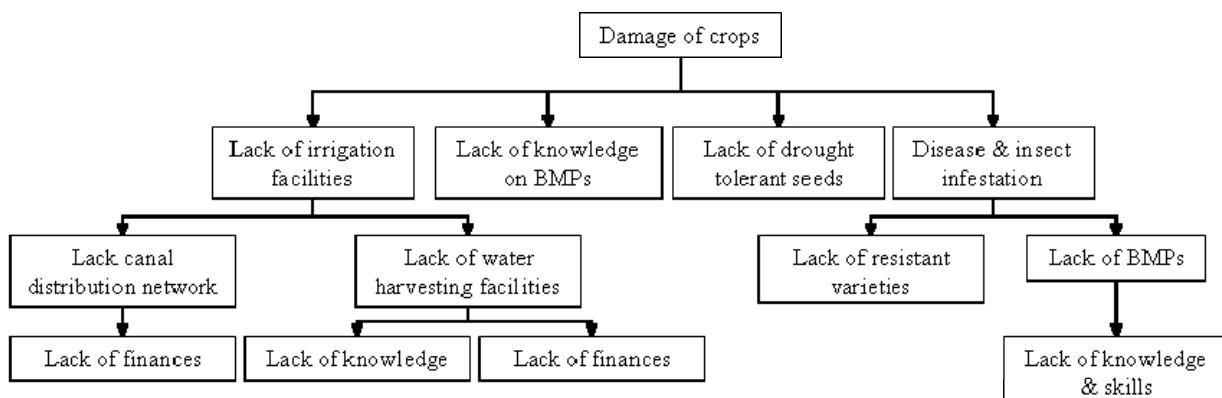 Damage of crops
Lack of irrigation
facilities
Lack of knowledge
on BMPs
Lack of drought
tolerant seeds
Disease & insect
infestation
Lack canal
distribution network
Lack of water
harvesting facilities
Lack of resistant
varieties
Lack of BMPs
Lack of finances
Lack of knowledge
Lack of finances
Lack of knowledge
& skills